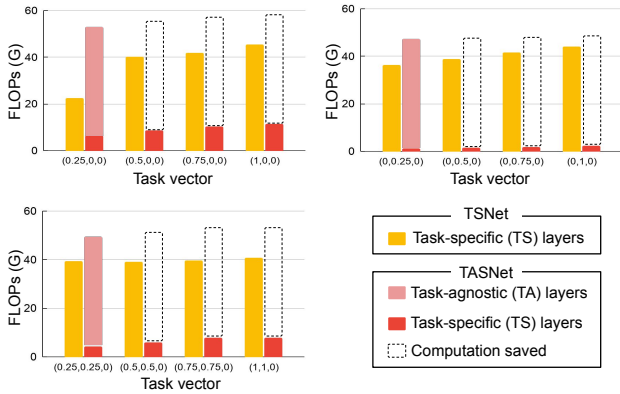 FLOPs (G)
60
40
20
0
(0.25,0,0) (0.5,0,0) (0.75,0,0) (1,0,0)
Task vector
FLOPs (G)
60
40
20
0
(0,0.25,0) (0,0.5,0) (0,0.75,0) (0,1,0)
Task vector
FLOPs (G)
60
40
20
0
(0.25,0.25,0) (0.5,0.5,0) (0.75,0.75,0) (1,1,0)
Task vector
TSNet
Task-specific (TS) layers
TASNet
Task-agnostic (TA) layers
Task-specific (TS) layers
Computation saved